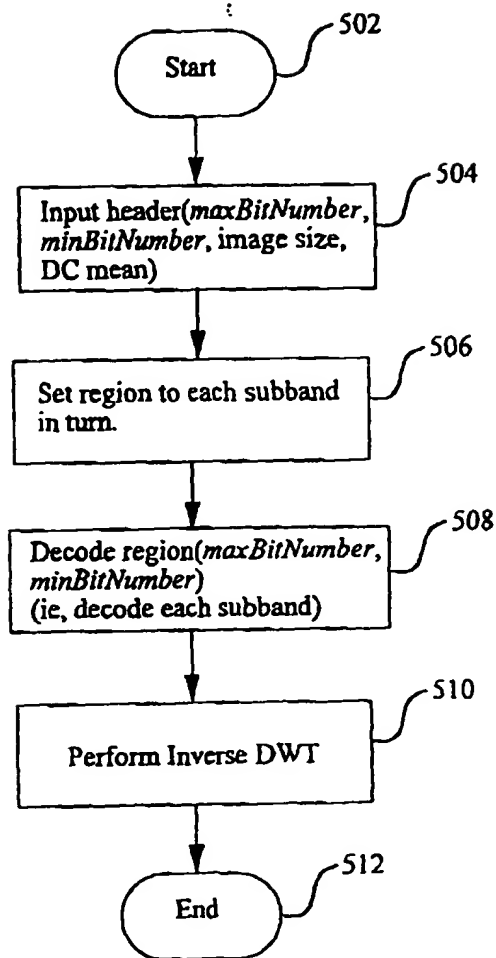 502
Start
504
Input header(maxBitNumber,
minBitNumber, image size,
DC mean)
506
Set region to each subband
in turn.
508
Decode region(maxBitNumber,
minBitNumber)
(ie, decode each subband)
510
Perform Inverse DWT
512
End